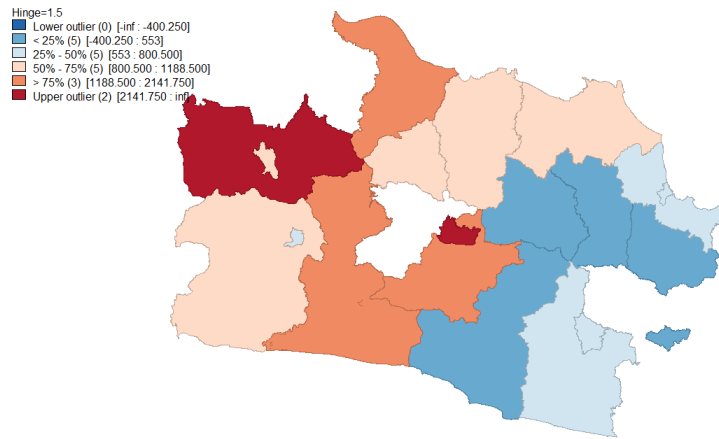 Hinge=1.5
Lower outlier (0) [-inf : -400.250]
< 25% (5) [-400.250 : 553]
25% - 50% (5) [553 : 800.500]
50% - 75% (5) [800.500 : 1188.500]
> 75% (3) [1188.500 : 2141.750]
Upper outlier (2) [2141.750 : inf]